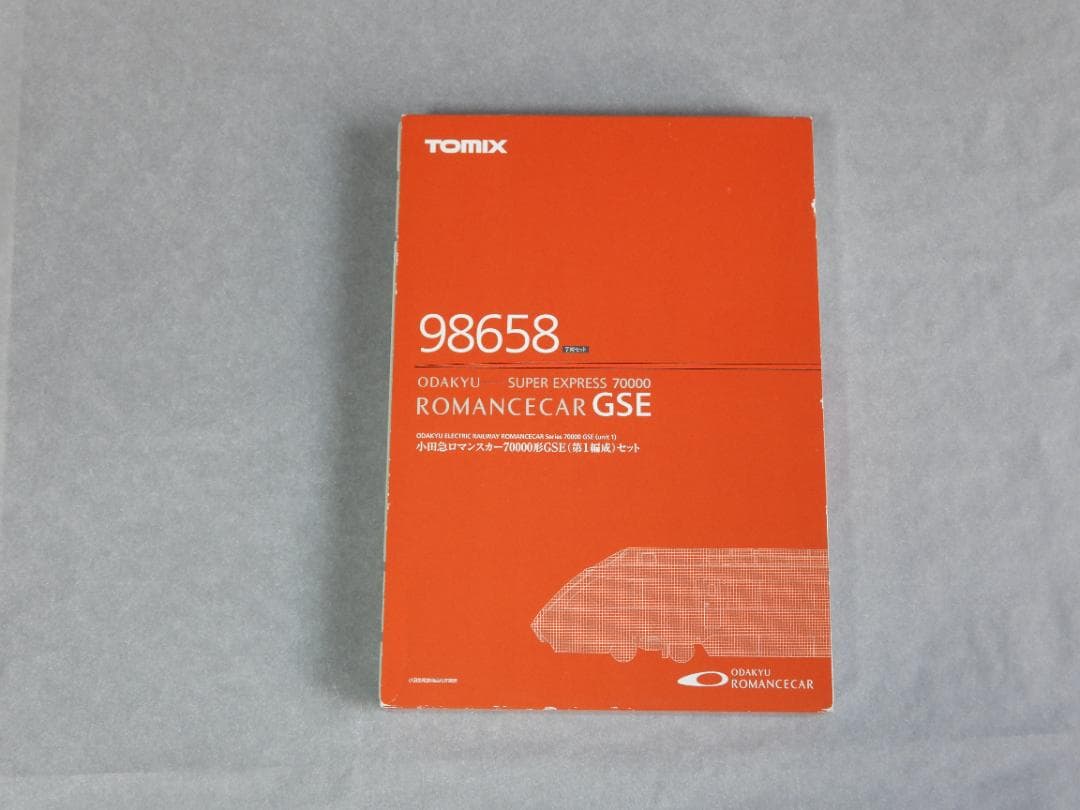 TOMIX
98658
7両セット
ODAKYU SUPER EXPRESS 70000
ROMANCECAR GSE
ODAKYU ELECTRIC RAILWAY ROMANCECAR Series 70000 GSE (unit 1)
小田急ロマンスカー70000形GSE(第1編成)セット
ODAKYU
ROMANCECAR